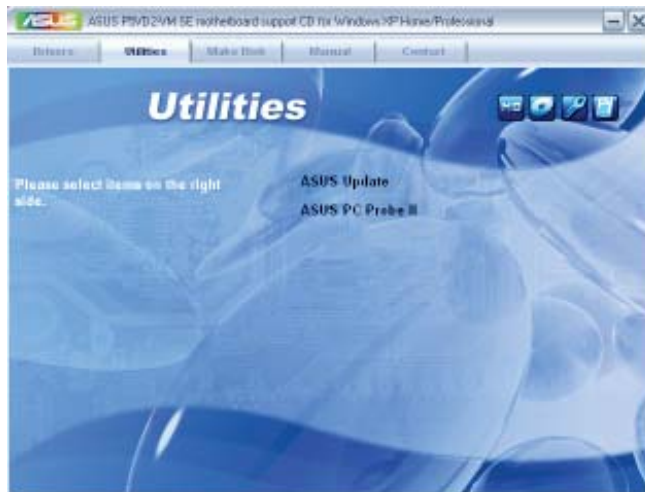 ASUS ASUS P5VD2-VM SE motherboard support CD for Windows XP Home/Professional
Drivers Utilities Make Disk Manual Contact
Utilities
Please select items on the right side.
ASUS Update
ASUS PC Probe II